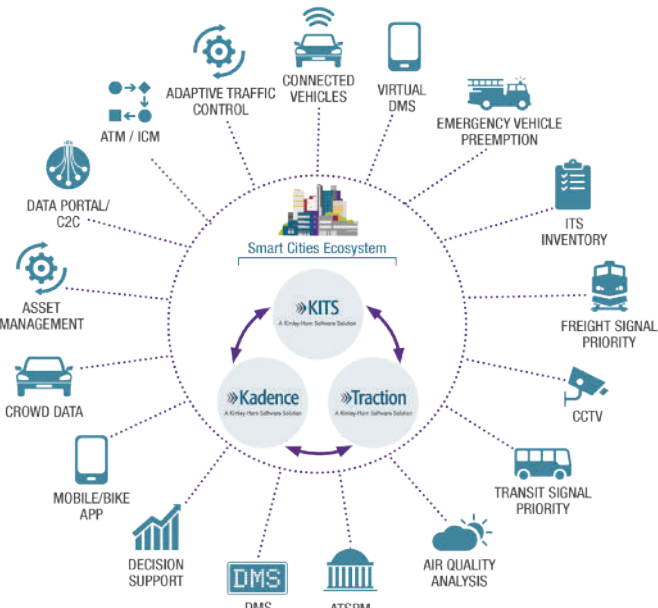 CONNECTED
VEHICLES
VIRTUAL
DMS
EMERGENCY VEHICLE
PREEMPTION
ITS
INVENTORY
FREIGHT SIGNAL
PRIORITY
CCTV
TRANSIT SIGNAL
PRIORITY
AIR QUALITY
ANALYSIS
ATSPM
DMS
DMS
DECISION
SUPPORT
MOBILE/BIKE
APP
CROWD DATA
ASSET
MANAGEMENT
DATA PORTAL/
C2C
ATM / ICM
ADAPTIVE TRAFFIC
CONTROL
Smart Cities Ecosystem
»KITS
A Kimley-Horn Software Solution
»Kadence
A Kimley-Horn Software Solution
»Traction
A Kimley-Horn Software Solution